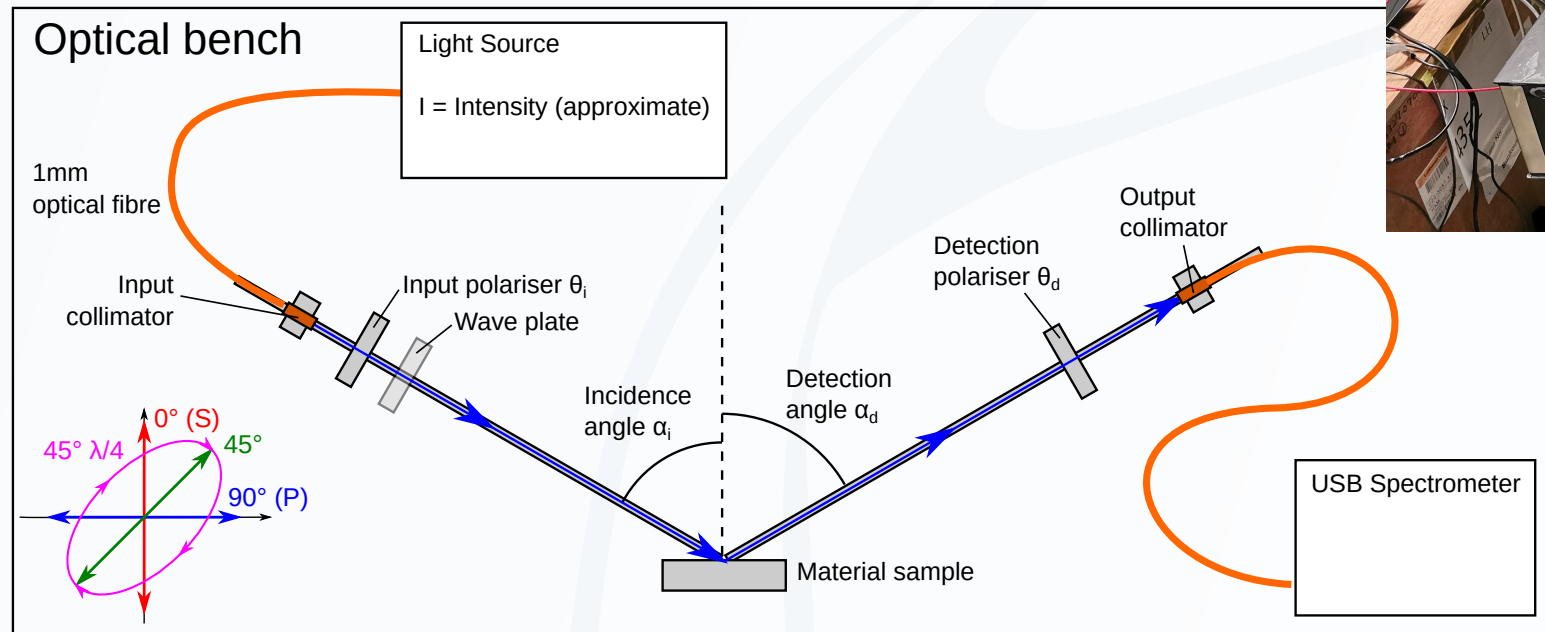 Optical bench
Light Source
I = Intensity (approximate)
1mm
optical fibre
Input
collimator
Input polariser θi
Wave plate
Incidence
angle αi
Detection
angle αd
Detection
polariser θd
Output
collimator
0° (S)
45° λ/4
45°
90° (P)
Material sample
USB Spectrometer
LH